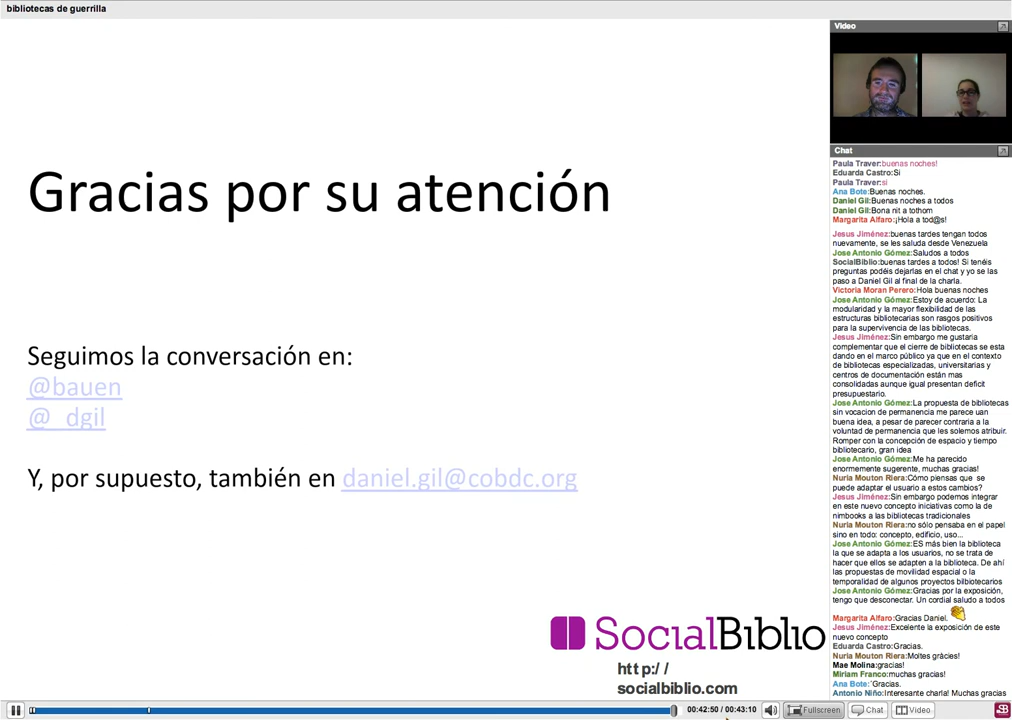 bibliotecas de guerrilla
Gracias por su atención
Seguimos la conversación en:
@bauen
@_dgil
Y, por supuesto, también en daniel.gil@cobdc.org
SocialBiblio
http://
socialbiblio.com
Video
Chat
Paula Traver:buenas noches!
Eduarda Castro:Si
Paula Traver:si
Ana Bote:Buenas noches.
Daniel Gil:Buenas noches a todos
Daniel Gil:Bona nit a tothom
Margarita Alfaro:¡Hola a tod@s!
Jesus Jiménez:buenas tardes tengan todos
nuevamente, se les saluda desde Venezuela
Jose Antonio Gómez:Saludos a todos
SocialBiblio:buenas tardes a todos! Si tenéis
preguntas podéis dejarlas en el chat y yo se las
paso a Daniel Gil al final de la charla.
Victoria Moran Perero:Hola buenas noches
Jose Antonio Gómez:Estoy de acuerdo: La
modularidad y la mayor flexibilidad de las
estructuras bibliotecarias son rasgos positivos
para la supervivencia de las bibliotecas.
Jesus Jiménez:Sin embargo me gustaria
complementar que el cierre de bibliotecas se esta
dando en el marco público ya que en el contexto
de bibliotecas especializadas, universitarias y
centros de documentación están mas
consolidadas aunque igual presentan deficit
presupuestario.
Jose Antonio Gómez:La propuesta de bibliotecas
sin vocacion de permanencia me parece uan
buena idea, a pesar de parecer contraria a la
voluntad de permanencia que les solemos atribuir.
Romper con la concepción de espacio y tiempo
bibliotecario, gran idea
Jose Antonio Gómez:Me ha parecido
enormemente sugerente, muchas gracias!
Nuria Mouton Riera:Cómo piensas que se
puede adaptar el usuario a estos cambios?
Jesus Jiménez:Sin embargo podemos integrar
en este nuevo concepto iniciativas como la de
nimbooks a las bibliotecas tradicionales
Nuria Mouton Riera:no sólo pensaba en el papel
sino en todo: concepto, edificio, uso...
Jose Antonio Gómez:ES más bien la biblioteca
la que se adapta a los usuarios, no se trata de
hacer que ellos se adapten a la biblioteca. De ahí
las propuestas de movilidad espacial o la
temporalidad de algunos proyectos bilbiotecarios
Jose Antonio Gómez:Gracias por la exposición,
tengo que desconectar. Un cordial saludo a todos
Margarita Alfaro:Gracias Daniel.
Jesus Jiménez:Excelente la exposición de este
nuevo concepto
Eduarda Castro:Gracias.
Nuria Mouton Riera:Moltes gràcies!
Mae Molina:gracias!
Miriam Franco:muchas gracias!
Ana Bote:´Gracias.
Antonio Niño:Interesante charla! Muchas gracias
00:42:50 / 00:43:10
Fullscreen
Chat
Video
SB